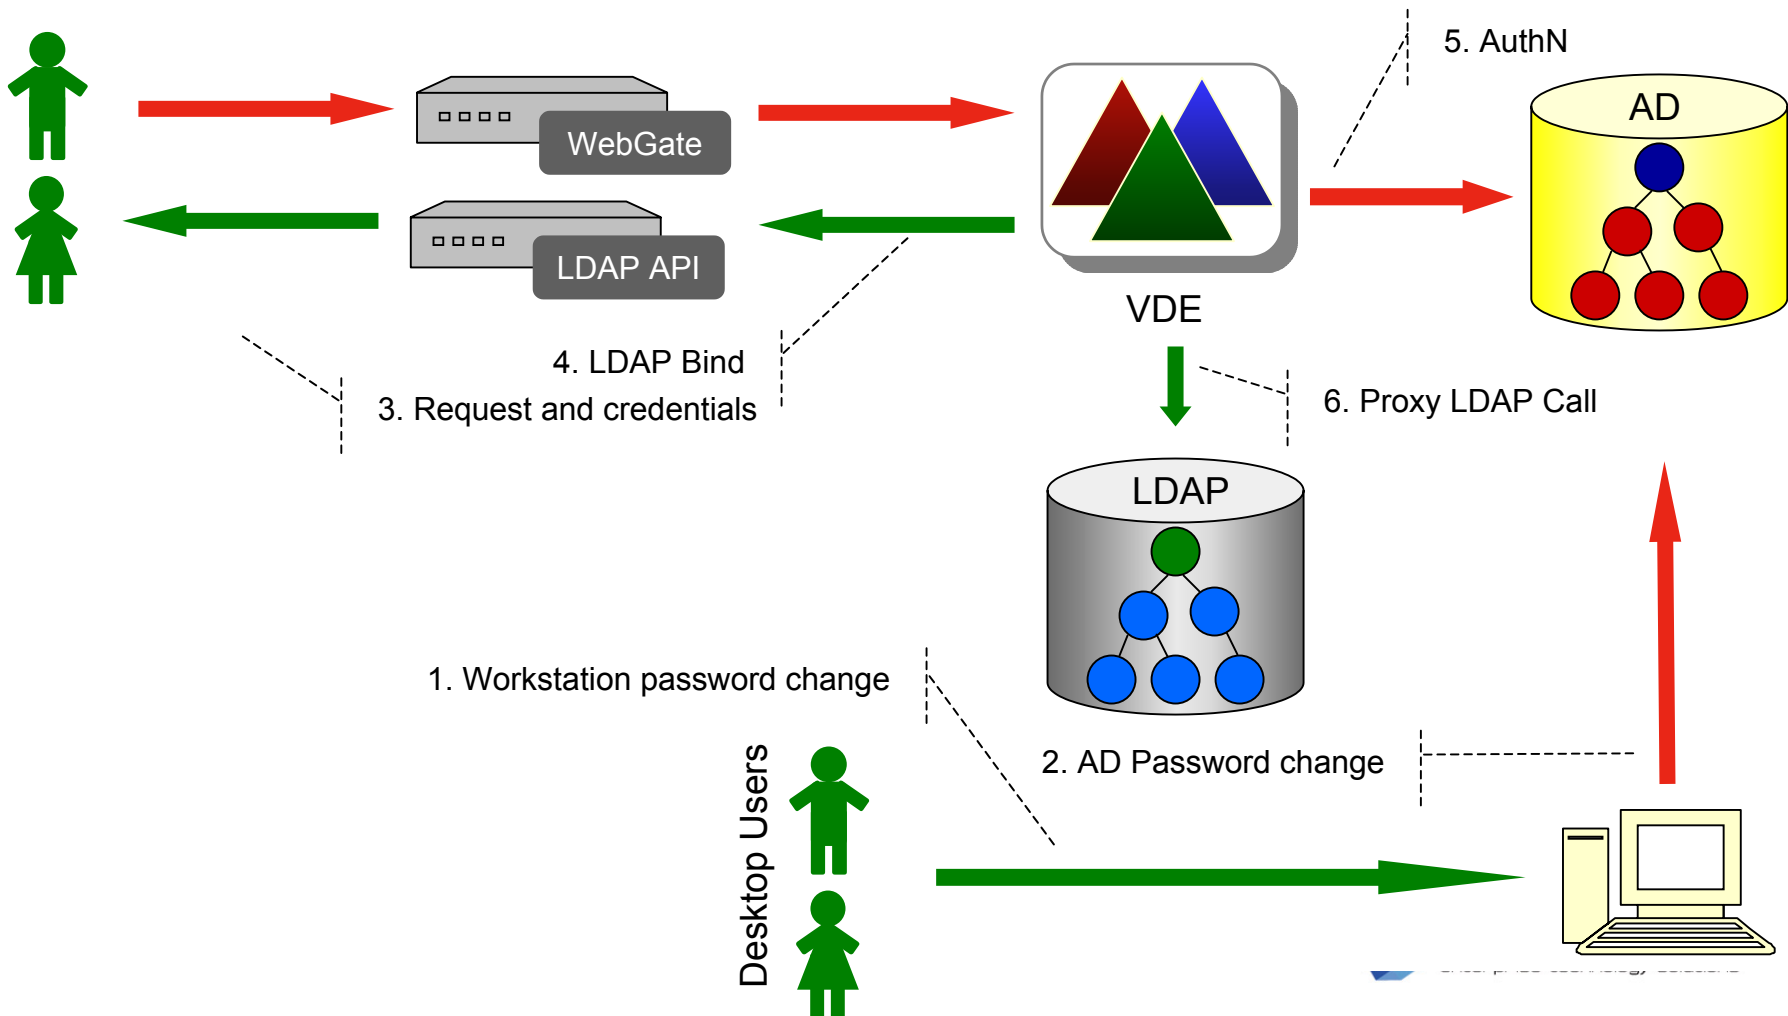 5. AuthN
AD
WebGate
LDAP API
VDE
4. LDAP Bind
3. Request and credentials
6. Proxy LDAP Call
LDAP
1. Workstation password change
2. AD Password change
Desktop Users